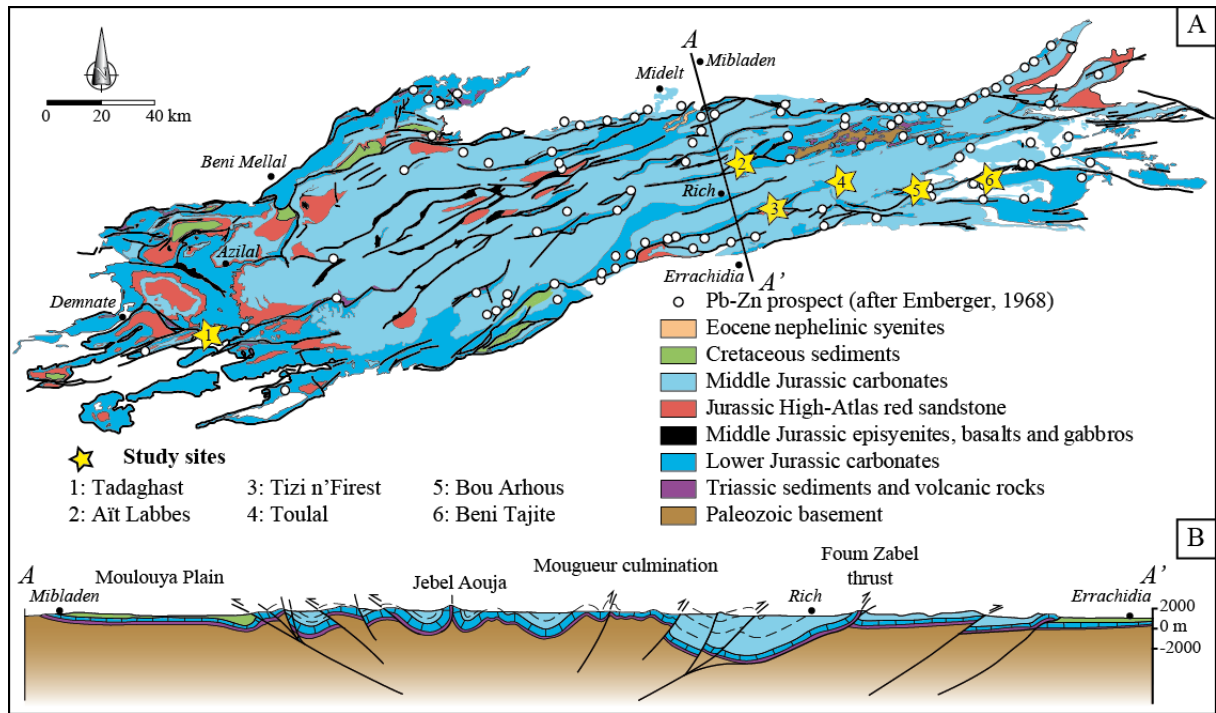 A
A
Mibladen
Midelt
0 20 40 km
Beni Mellal
2
4
5
6
Rich
3
Azilal
Errachidia
A'
Demnate
1
Pb-Zn prospect (after Emberger, 1968)
Eocene nephelinic syenites
Cretaceous sediments
Middle Jurassic carbonates
Jurassic High-Atlas red sandstone
Middle Jurassic episyenites, basalts and gabbros
Lower Jurassic carbonates
Triassic sediments and volcanic rocks
Paleozoic basement
Study sites
1: Tadaghast 3: Tizi n’Firest 5: Bou Arhous
2: Aït Labbes 4: Toulal 6: Beni Tajite
B
A
Mibladen
Moulouya Plain
Jebel Aouja
Mougueur culmination
Foum Zabel
thrust
Rich
A’
Errachidia
2000
0 m
-2000